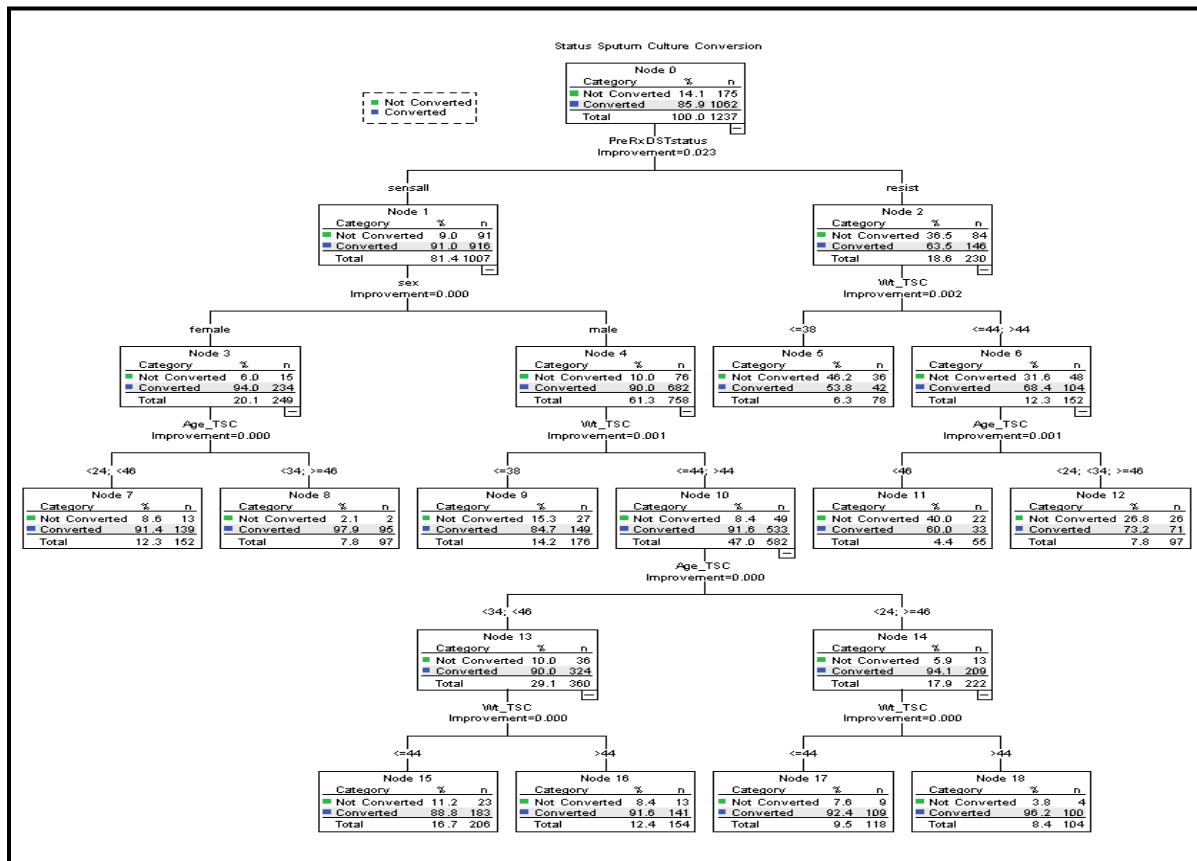 Status Sputum Culture Conversion
Not Converted
Converted
Node 0
Category % n
Not Converted 14.1 175
Converted 85.9 1062
Total 100.0 1237
PreRxDSTstatus
Improvement=0.023
sensall
resist
Node 1
Category % n
Not Converted 9.0 91
Converted 91.0 916
Total 81.4 1007
Node 2
Category % n
Not Converted 36.5 84
Converted 63.5 146
Total 18.6 230
sex
Improvement=0.000
Wt_TSC
Improvement=0.002
female
male
<=38
<=44; >44
Node 3
Category % n
Not Converted 6.0 15
Converted 94.0 234
Total 20.1 249
Node 4
Category % n
Not Converted 10.0 76
Converted 90.0 682
Total 61.3 758
Node 5
Category % n
Not Converted 46.2 36
Converted 53.8 42
Total 6.3 78
Node 6
Category % n
Not Converted 31.6 48
Converted 68.4 104
Total 12.3 152
Age_TSC
Improvement=0.000
Wt_TSC
Improvement=0.001
Age_TSC
Improvement=0.001
<24; <46
<34; >=46
<=38
<=44; >44
<46
<24; <34; >=46
Node 7
Category % n
Not Converted 8.6 13
Converted 91.4 139
Total 12.3 152
Node 8
Category % n
Not Converted 2.1 2
Converted 97.9 95
Total 7.8 97
Node 9
Category % n
Not Converted 15.3 27
Converted 84.7 149
Total 14.2 176
Node 10
Category % n
Not Converted 8.4 49
Converted 91.6 533
Total 47.0 582
Node 11
Category % n
Not Converted 40.0 22
Converted 60.0 33
Total 4.4 55
Node 12
Category % n
Not Converted 26.8 26
Converted 73.2 71
Total 7.8 97
Age_TSC
Improvement=0.000
<34; <46
<24; >=46
Node 13
Category % n
Not Converted 10.0 36
Converted 90.0 324
Total 29.1 360
Node 14
Category % n
Not Converted 5.9 13
Converted 94.1 209
Total 17.9 222
Wt_TSC
Improvement=0.000
Wt_TSC
Improvement=0.000
<=44
>44
<=44
>44
Node 15
Category % n
Not Converted 11.2 23
Converted 88.8 183
Total 16.7 206
Node 16
Category % n
Not Converted 8.4 13
Converted 91.6 141
Total 12.4 154
Node 17
Category % n
Not Converted 7.6 9
Converted 92.4 109
Total 9.5 118
Node 18
Category % n
Not Converted 3.8 4
Converted 96.2 100
Total 8.4 104